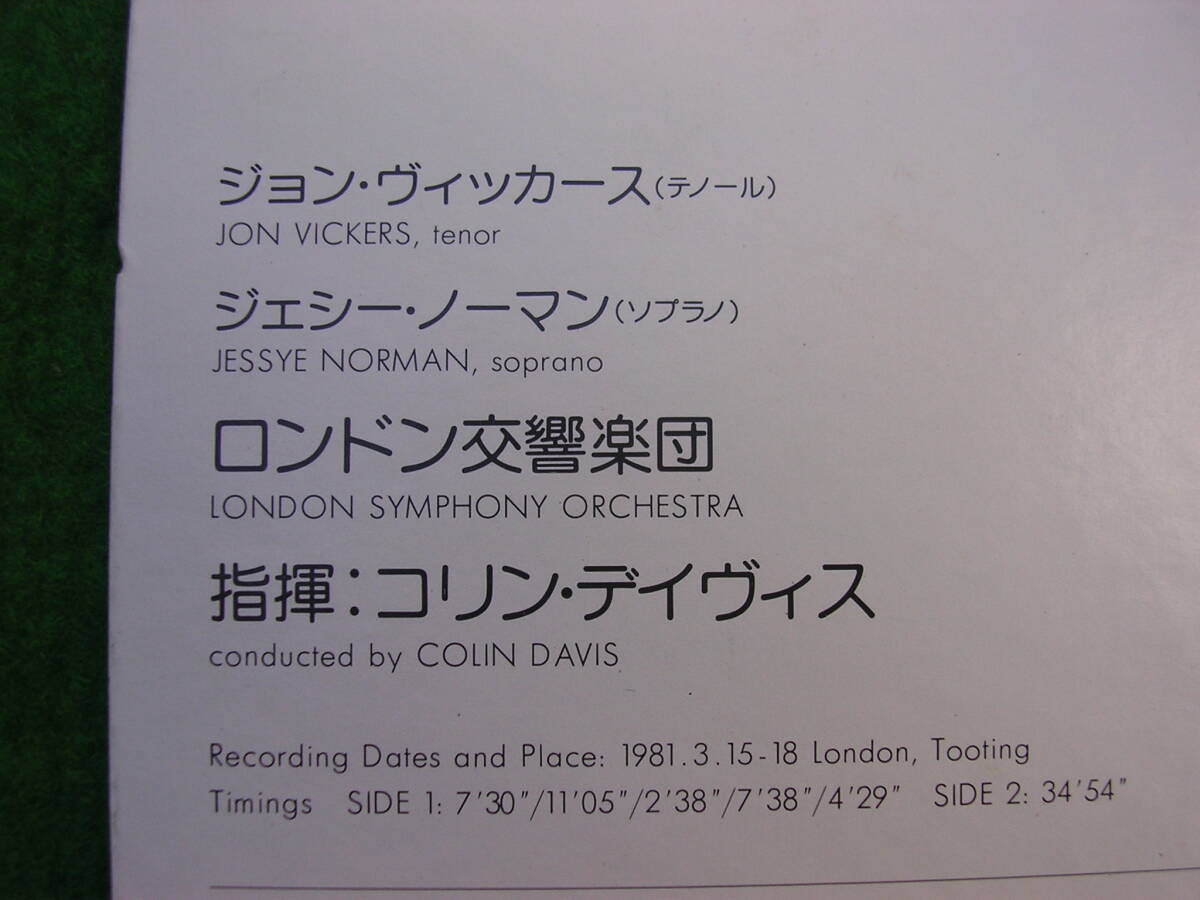 ジョン・ヴィッカース(テノール)
JON VICKERS, tenor
ジェシー・ノーマン(ソプラノ)
JESSYE NORMAN, soprano
ロンドン交響楽団
LONDON SYMPHONY ORCHESTRA
指揮:コリン・デイヴィス
conducted by COLIN DAVIS
Recording Dates and Place: 1981.3.15-18 London, Tooting
Timings SIDE 1: 7'30"/11'05"/2'38"/7'38"/4'29" SIDE 2: 34'54"